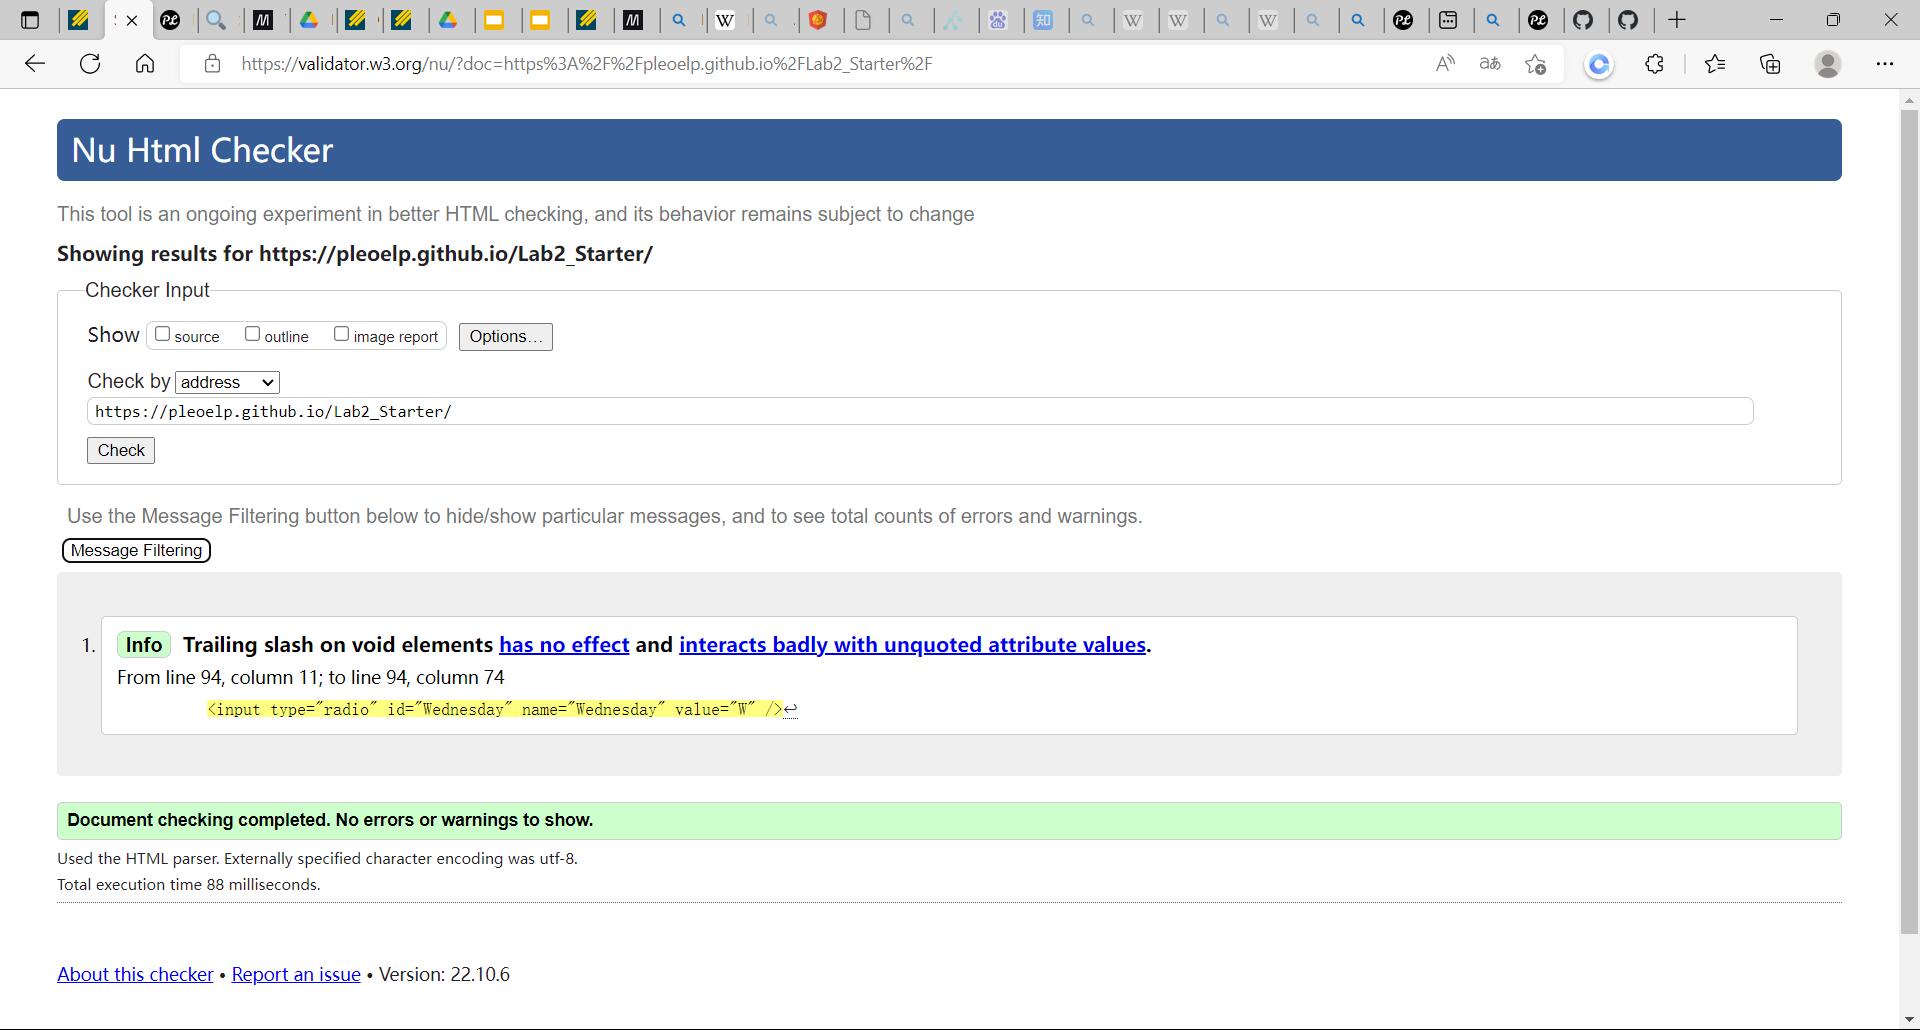 https://validator.w3.org/nu/?doc=https%3A%2F%2Fpleoelp.github.io%2FLab2_Starter%2F
Nu Html Checker
This tool is an ongoing experiment in better HTML checking, and its behavior remains subject to change
Showing results for https://pleoelp.github.io/Lab2_Starter/
Checker Input
Show source outline image report Options...
Check by address
https://pleoelp.github.io/Lab2_Starter/
Check
Use the Message Filtering button below to hide/show particular messages, and to see total counts of errors and warnings.
Message Filtering
1. Info Trailing slash on void elements has no effect and interacts badly with unquoted attribute values.
From line 94, column 11; to line 94, column 74
<input type="radio" id="Wednesday" name="Wednesday" value="W" />↩
Document checking completed. No errors or warnings to show.
Used the HTML parser. Externally specified character encoding was utf-8.
Total execution time 88 milliseconds.
About this checker • Report an issue • Version: 22.10.6